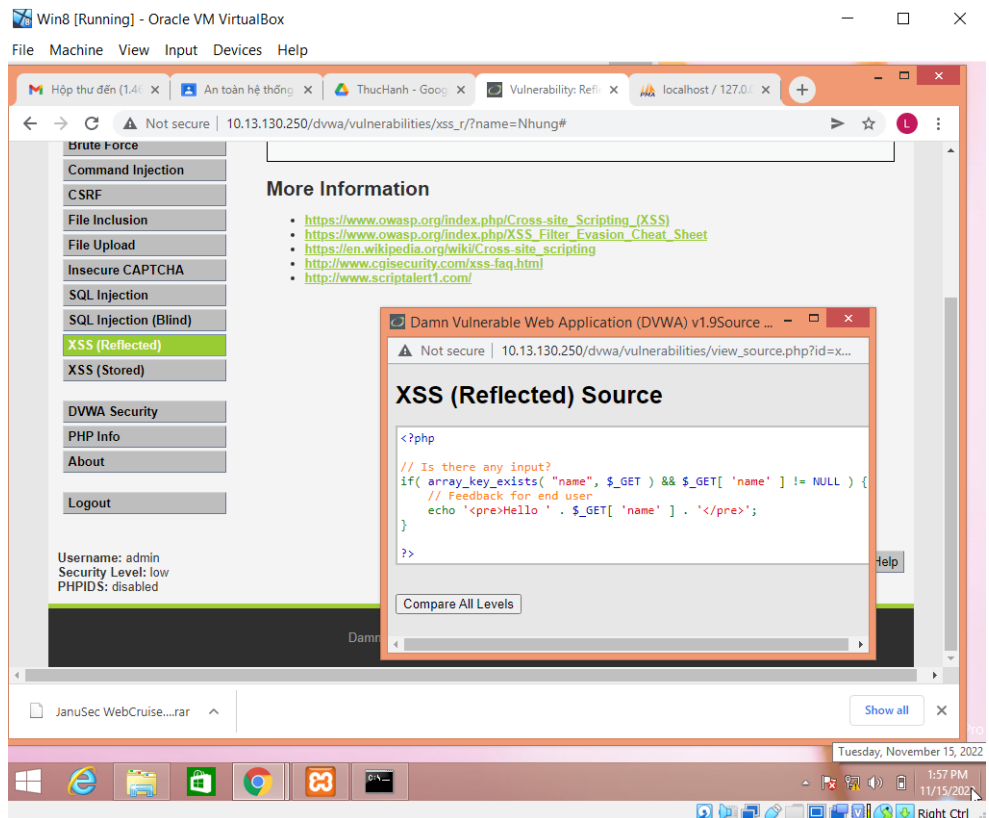 Win8 [Running] - Oracle VM VirtualBox
File Machine View Input Devices Help
Hộp thư đến (1.46
An toàn hệ thống
ThucHanh - Goog
Vulnerability: Refle
localhost / 127.0.0
Not secure | 10.13.130.250/dvwa/vulnerabilities/xss_r/?name=Nhung#
L
Brute Force
Command Injection
CSRF
File Inclusion
File Upload
Insecure CAPTCHA
SQL Injection
SQL Injection (Blind)
XSS (Reflected)
XSS (Stored)
DVWA Security
PHP Info
About
Logout
Username: admin
Security Level: low
PHPIDS: disabled
More Information
https://www.owasp.org/index.php/Cross-site_Scripting_(XSS)
https://www.owasp.org/index.php/XSS_Filter_Evasion_Cheat_Sheet
https://en.wikipedia.org/wiki/Cross-site_scripting
http://www.cgisecurity.com/xss-faq.html
http://www.scriptalert1.com/
Damn Vulnerable Web Application (DVWA) v1.9Source ...
Not secure | 10.13.130.250/dvwa/vulnerabilities/view_source.php?id=x...
XSS (Reflected) Source
<?php
// Is there any input?
if( array_key_exists( "name", $_GET ) && $_GET[ 'name' ] != NULL ) {
// Feedback for end user
echo '<pre>Hello ' . $_GET[ 'name' ] . '</pre>';
}
?>
Compare All Levels
Help
Damn
JanuSec WebCruise....rar
Show all
Tuesday, November 15, 2022
1:57 PM
11/15/2022
Right Ctrl